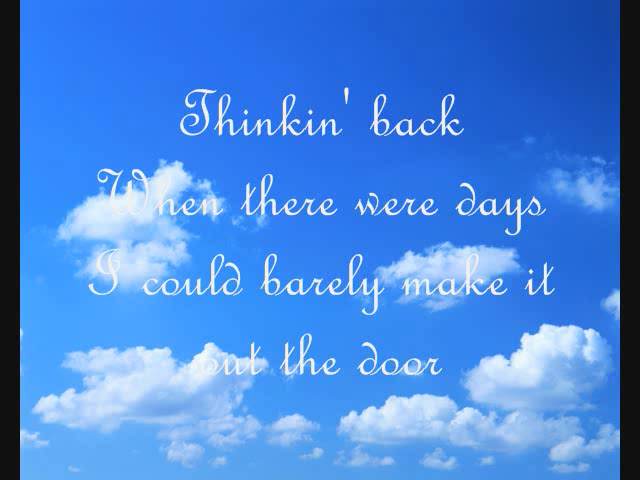 Thinkin' back
When there were days
I could barely make it
out the door